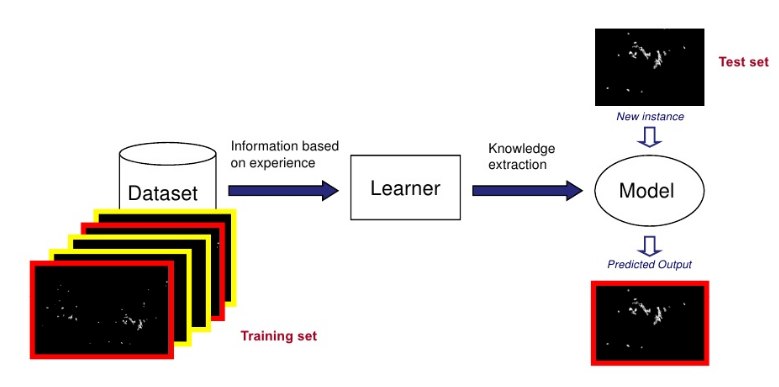 Test set
New instance
Information based
on experience
Knowledge
extraction
Dataset
Learner
Model
Predicted Output
Training set